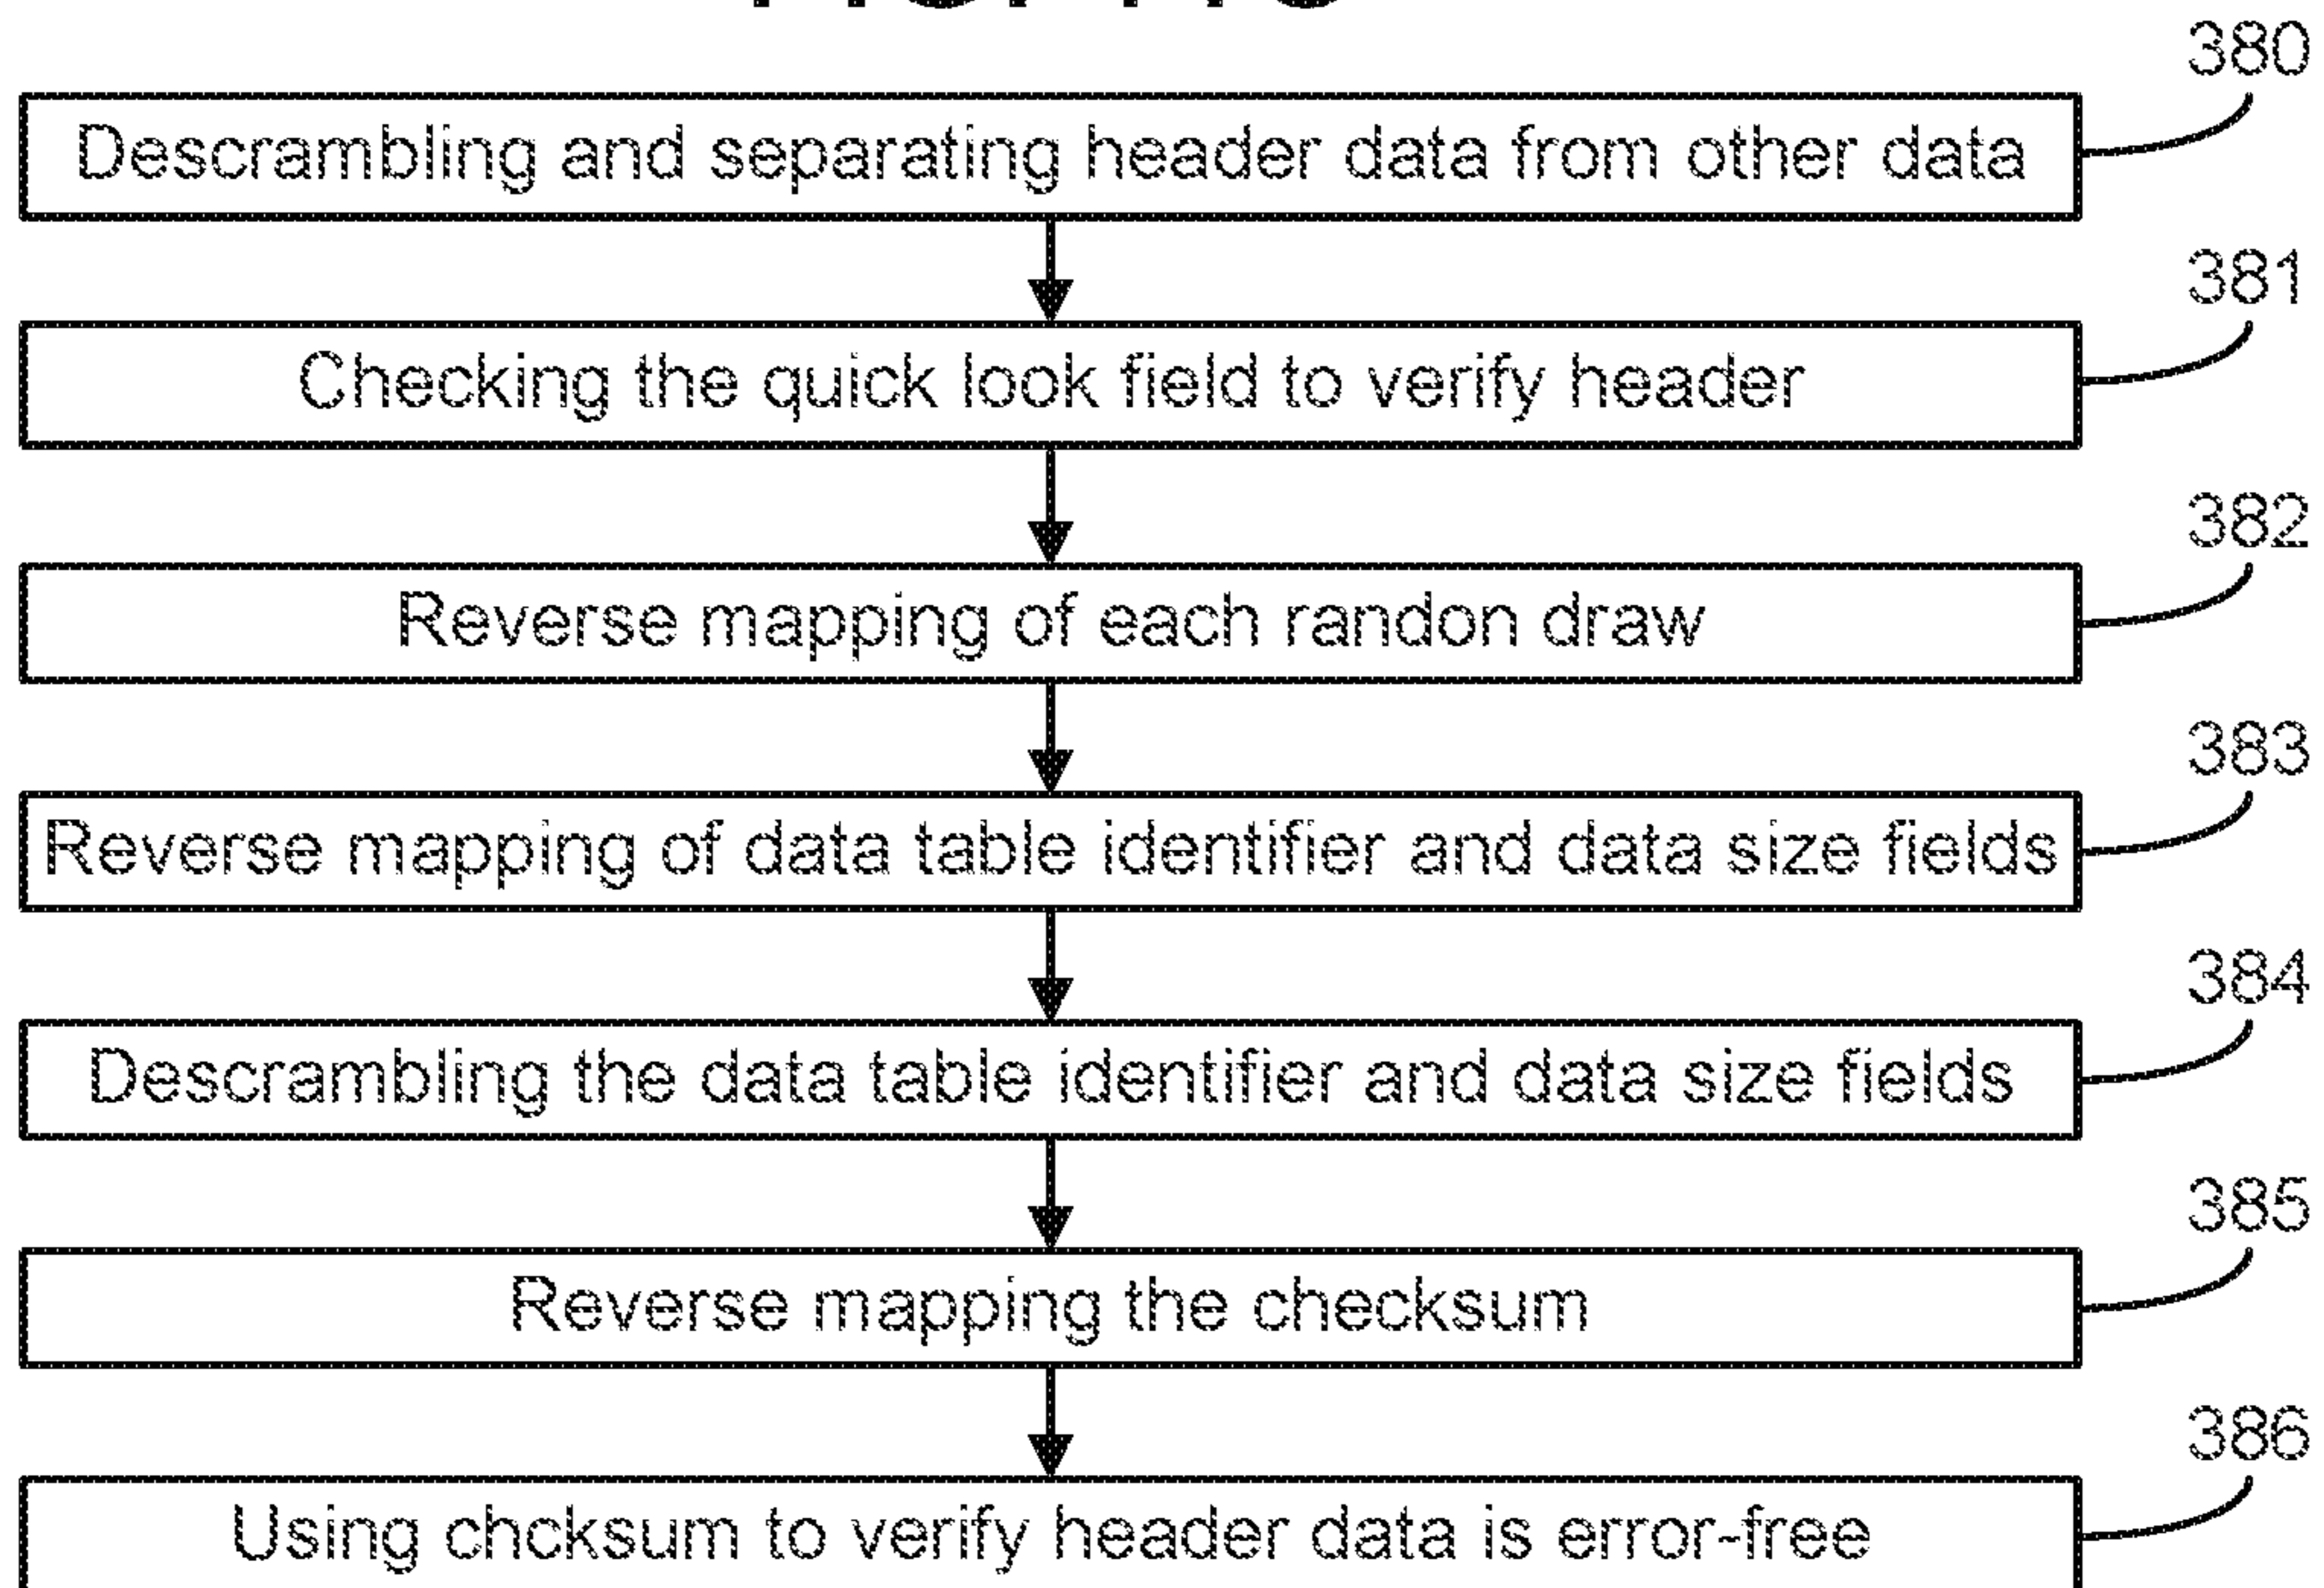 380
Descrambling and separating header data from other data
381
Checking the quick look field to verify header
382
Reverse mapping of each randon draw
383
Reverse mapping of data table identifier and data size fields
384
Descrambling the data table identifier and data size fields
385
Reverse mapping the checksum
386
Using chcksum to verify header data is error-free